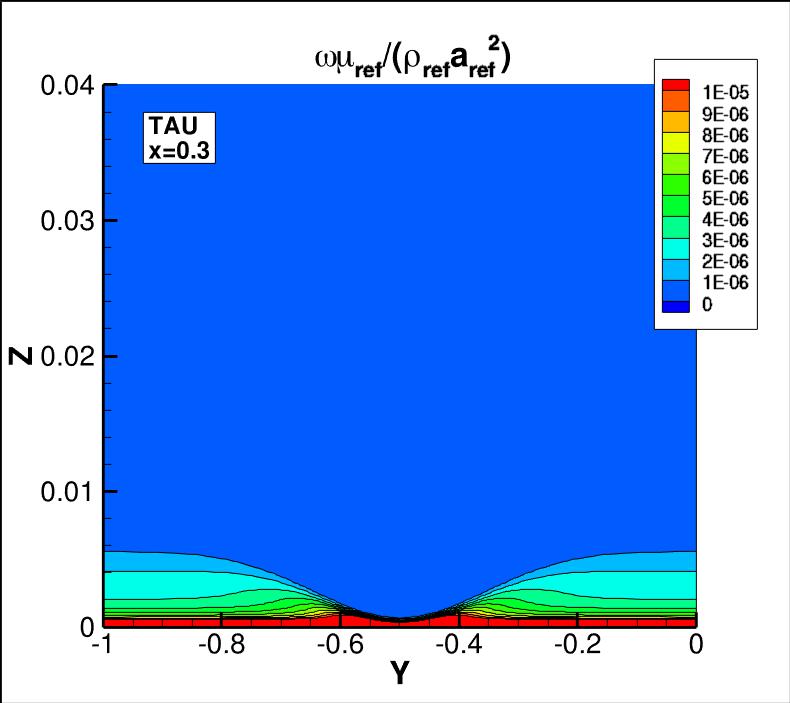 ωμref/(ρrefaref2)
0.04
TAU
x=0.3
1E-05
9E-06
8E-06
7E-06
6E-06
5E-06
4E-06
3E-06
2E-06
1E-06
0
0.03
Z
0.02
0.01
0
-1
-0.8
-0.6
-0.4
-0.2
0
Y